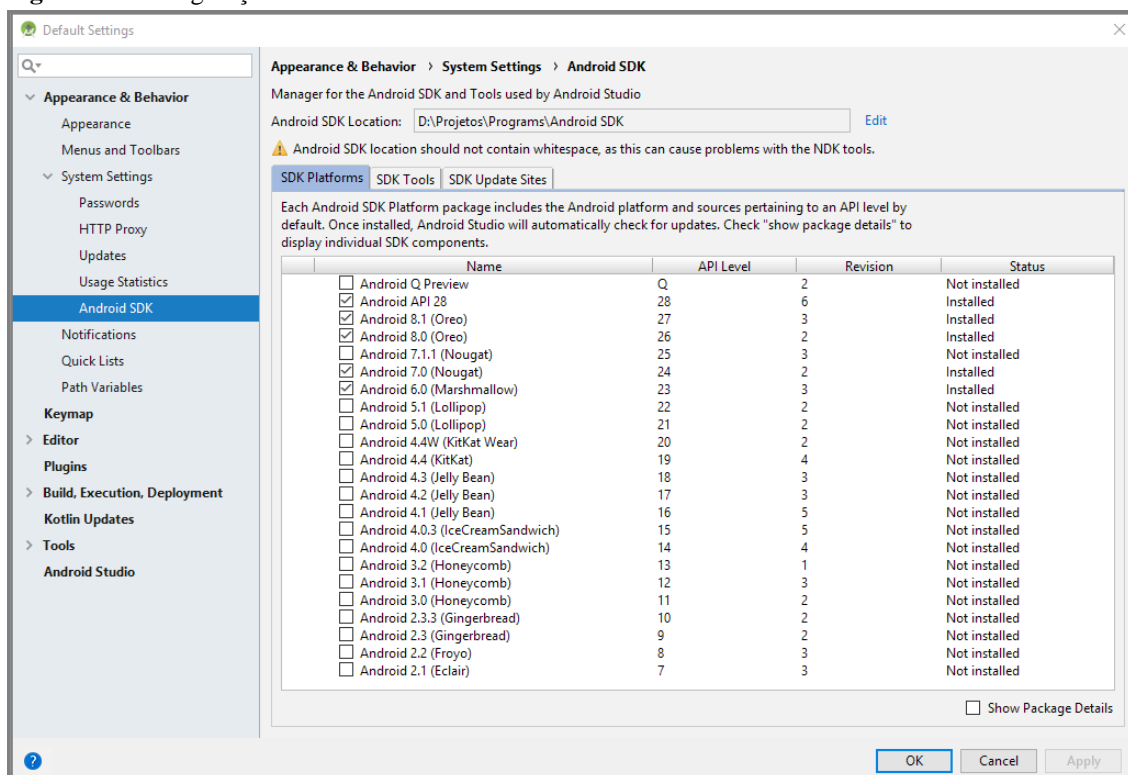 Default Settings
Appearance & Behavior
Appearance
Menus and Toolbars
System Settings
Passwords
HTTP Proxy
Updates
Usage Statistics
Android SDK
Notifications
Quick Lists
Path Variables
Keymap
Editor
Plugins
Build, Execution, Deployment
Kotlin Updates
Tools
Android Studio
Appearance & Behavior › System Settings › Android SDK
Manager for the Android SDK and Tools used by Android Studio
Android SDK Location: D:\Projetos\Programs\Android SDK Edit
Android SDK location should not contain whitespace, as this can cause problems with the NDK tools.
SDK Platforms SDK Tools SDK Update Sites
Each Android SDK Platform package includes the Android platform and sources pertaining to an API level by
default. Once installed, Android Studio will automatically check for updates. Check "show package details" to
display individual SDK components.
Name API Level Revision Status
Android Q Preview Q 2 Not installed
Android API 28 28 6 Installed
Android 8.1 (Oreo) 27 3 Installed
Android 8.0 (Oreo) 26 2 Installed
Android 7.1.1 (Nougat) 25 3 Not installed
Android 7.0 (Nougat) 24 2 Installed
Android 6.0 (Marshmallow) 23 3 Installed
Android 5.1 (Lollipop) 22 2 Not installed
Android 5.0 (Lollipop) 21 2 Not installed
Android 4.4W (KitKat Wear) 20 2 Not installed
Android 4.4 (KitKat) 19 4 Not installed
Android 4.3 (Jelly Bean) 18 3 Not installed
Android 4.2 (Jelly Bean) 17 3 Not installed
Android 4.1 (Jelly Bean) 16 5 Not installed
Android 4.0.3 (IceCreamSandwich) 15 5 Not installed
Android 4.0 (IceCreamSandwich) 14 4 Not installed
Android 3.2 (Honeycomb) 13 1 Not installed
Android 3.1 (Honeycomb) 12 3 Not installed
Android 3.0 (Honeycomb) 11 2 Not installed
Android 2.3.3 (Gingerbread) 10 2 Not installed
Android 2.3 (Gingerbread) 9 2 Not installed
Android 2.2 (Froyo) 8 3 Not installed
Android 2.1 (Eclair) 7 3 Not installed
Show Package Details
? OK Cancel Apply